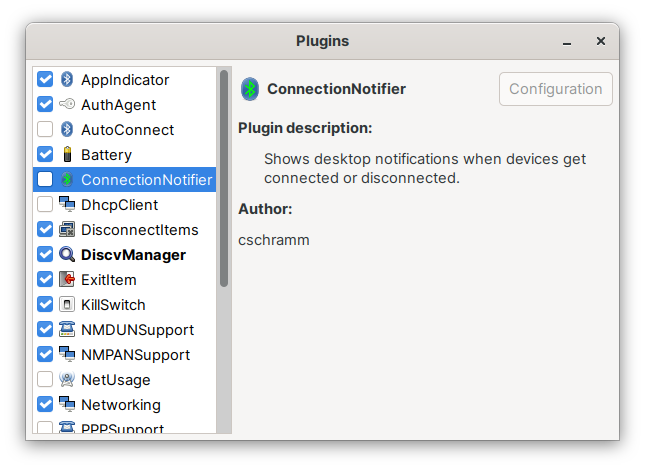 Plugins
AppIndicator
AuthAgent
AutoConnect
Battery
ConnectionNotifier
DhcpClient
DisconnectItems
DiscvManager
ExitItem
KillSwitch
NMDUNSupport
NMPANSupport
NetUsage
Networking
PPPSupport
ConnectionNotifier
Configuration
Plugin description:
Shows desktop notifications when devices get
connected or disconnected.
Author:
cschramm